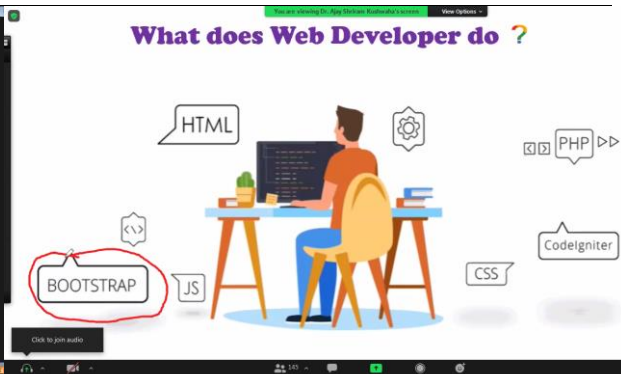 You are viewing Dr. Ajay Shriram Kushwaha's screen View Options
What does Web Developer do ?
HTML
PHP
CodeIgniter
CSS
BOOTSTRAP
JS
Click to join audio
145